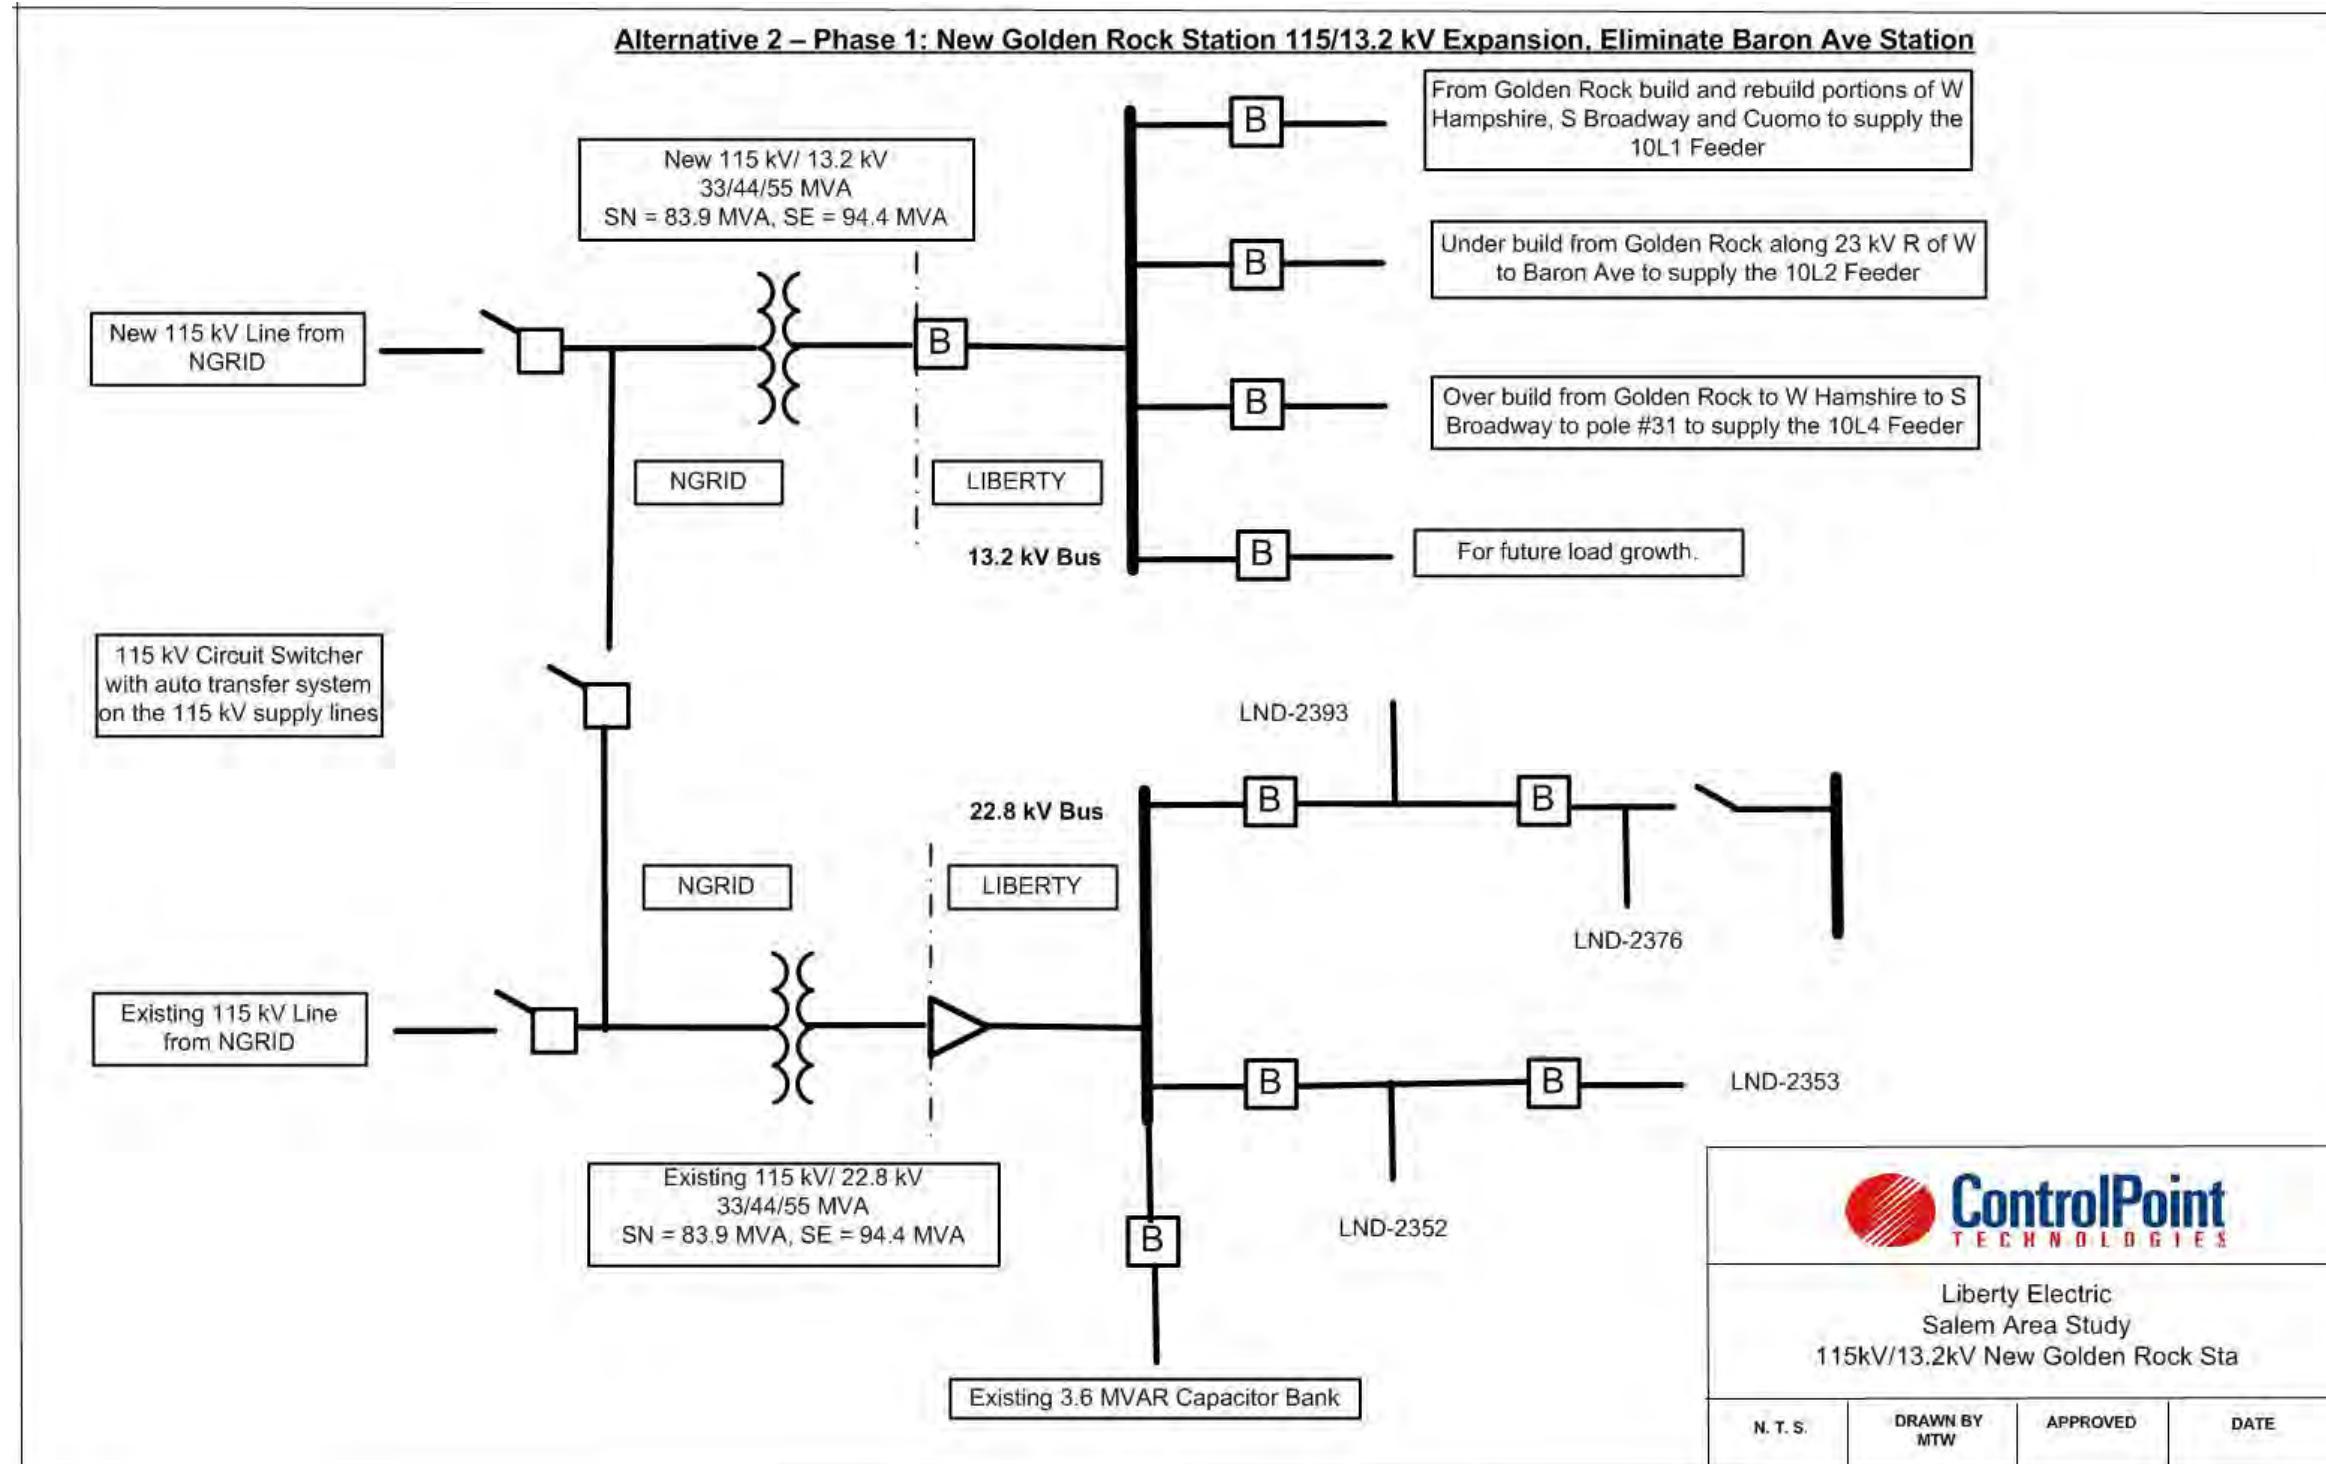 Alternative 2 – Phase 1: New Golden Rock Station 115/13.2 kV Expansion, Eliminate Baron Ave Station
From Golden Rock build and rebuild portions of W
Hampshire, S Broadway and Cuomo to supply the
10L1 Feeder
B
New 115 kV/ 13.2 kV
33/44/55 MVA
SN = 83.9 MVA, SE = 94.4 MVA
Under build from Golden Rock along 23 kV R of W
to Baron Ave to supply the 10L2 Feeder
B
New 115 kV Line from
NGRID
B
Over build from Golden Rock to W Hamshire to S
Broadway to pole #31 to supply the 10L4 Feeder
B
NGRID
LIBERTY
13.2 kV Bus
B
For future load growth.
115 kV Circuit Switcher
with auto transfer system
on the 115 kV supply lines
LND-2393
22.8 kV Bus
B
B
NGRID
LIBERTY
LND-2376
Existing 115 kV Line
from NGRID
B
B
LND-2353
Existing 115 kV/ 22.8 kV
33/44/55 MVA
SN = 83.9 MVA, SE = 94.4 MVA
B
LND-2352
Existing 3.6 MVAR Capacitor Bank
ControlPoint
TECHNOLOGIES
Liberty Electric
Salem Area Study
115kV/13.2kV New Golden Rock Sta
N. T. S.
DRAWN BY
MTW
APPROVED
DATE